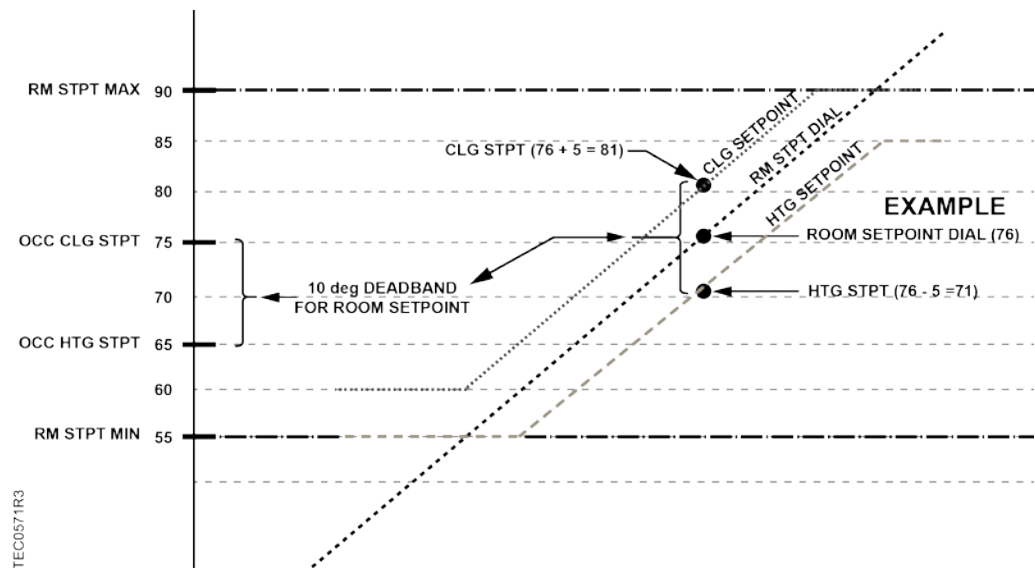 RM STPT MAX 90
85
CLG STPT (76 + 5 = 81)
CLG SETPOINT
RM STPT DIAL
HTG SETPOINT
80
EXAMPLE
OCC CLG STPT 75
ROOM SETPOINT DIAL (76)
10 deg DEADBAND
FOR ROOM SETPOINT
70
HTG STPT (76 - 5 =71)
OCC HTG STPT 65
60
RM STPT MIN 55
TEC0571R3